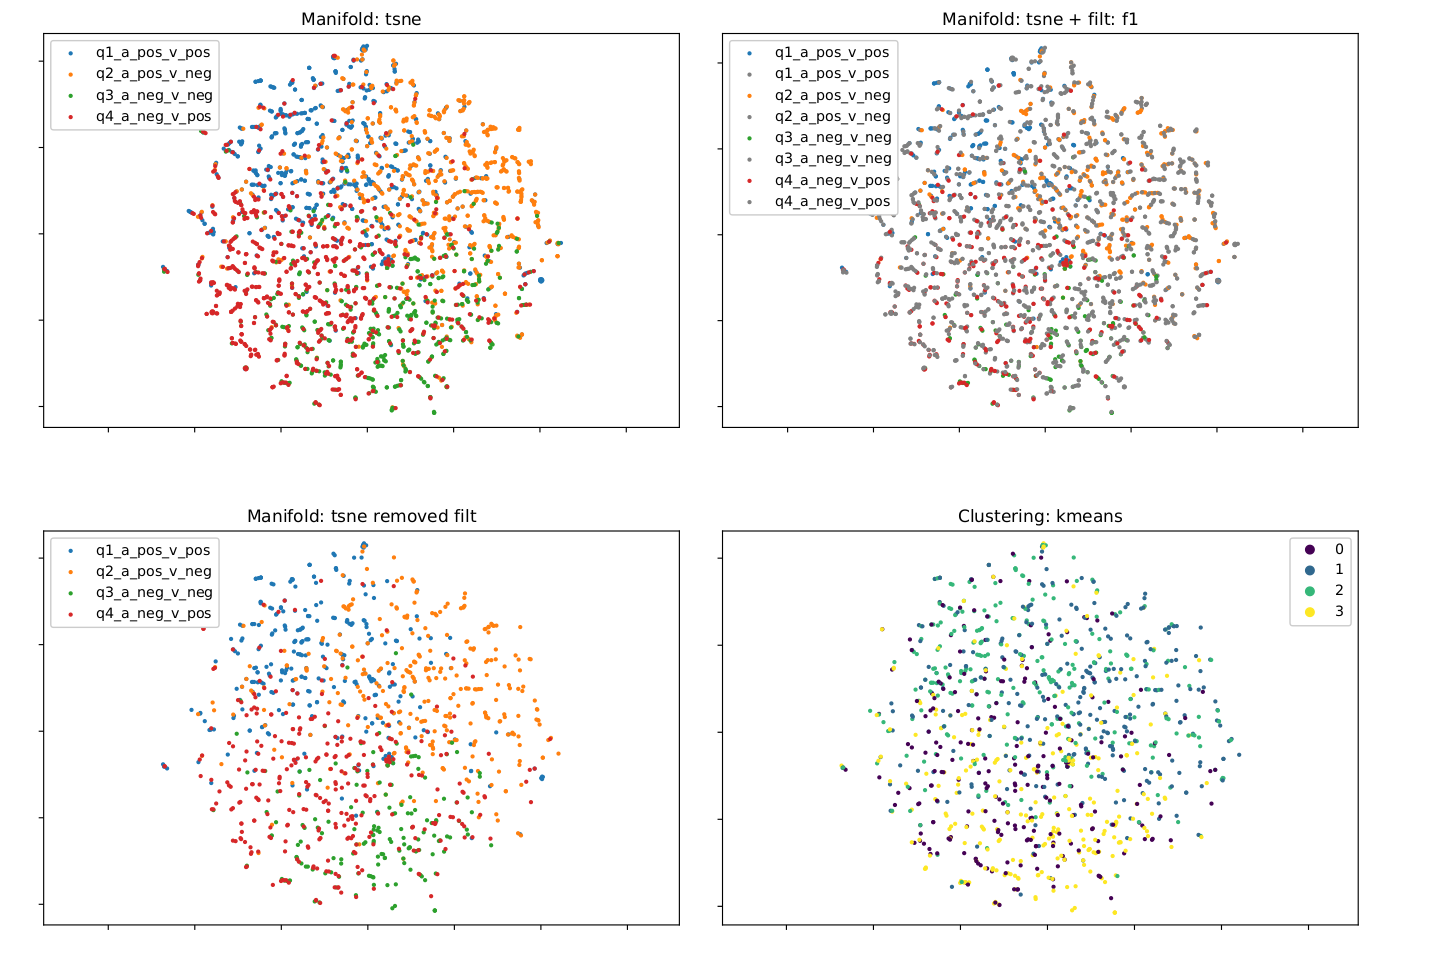 Manifold: tsne
q1_a_pos_v_pos
q2_a_pos_v_neg
q3_a_neg_v_neg
q4_a_neg_v_pos
Manifold: tsne + filt: f1
q1_a_pos_v_pos
q1_a_pos_v_pos
q2_a_pos_v_neg
q2_a_pos_v_neg
q3_a_neg_v_neg
q3_a_neg_v_neg
q4_a_neg_v_pos
q4_a_neg_v_pos
Manifold: tsne removed filt
q1_a_pos_v_pos
q2_a_pos_v_neg
q3_a_neg_v_neg
q4_a_neg_v_pos
Clustering: kmeans
0
1
2
3